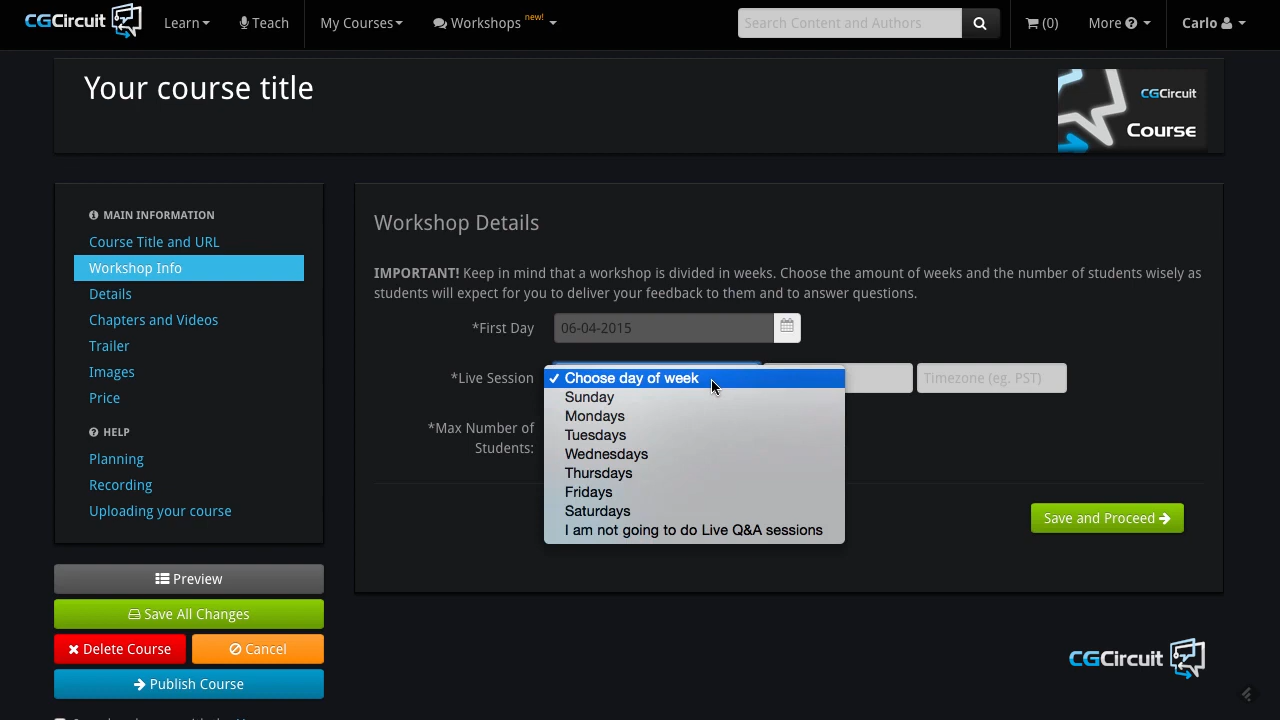 CGCircuit Learn Teach My Courses Workshops new! Search Content and Authors (0) More Carlo
Your course title
CGCircuit
Course
MAIN INFORMATION
Course Title and URL
Workshop Info
Details
Chapters and Videos
Trailer
Images
Price
HELP
Planning
Recording
Uploading your course
Preview
Save All Changes
Delete Course Cancel
Publish Course
Workshop Details
IMPORTANT! Keep in mind that a workshop is divided in weeks. Choose the amount of weeks and the number of students wisely as
students will expect for you to deliver your feedback to them and to answer questions.
*First Day 06-04-2015
*Live Session Choose day of week Timezone (eg. PST)
Sunday
Mondays
Tuesdays
Wednesdays
Thursdays
Fridays
Saturdays
I am not going to do Live Q&A sessions
*Max Number of
Students:
Save and Proceed
CGCircuit